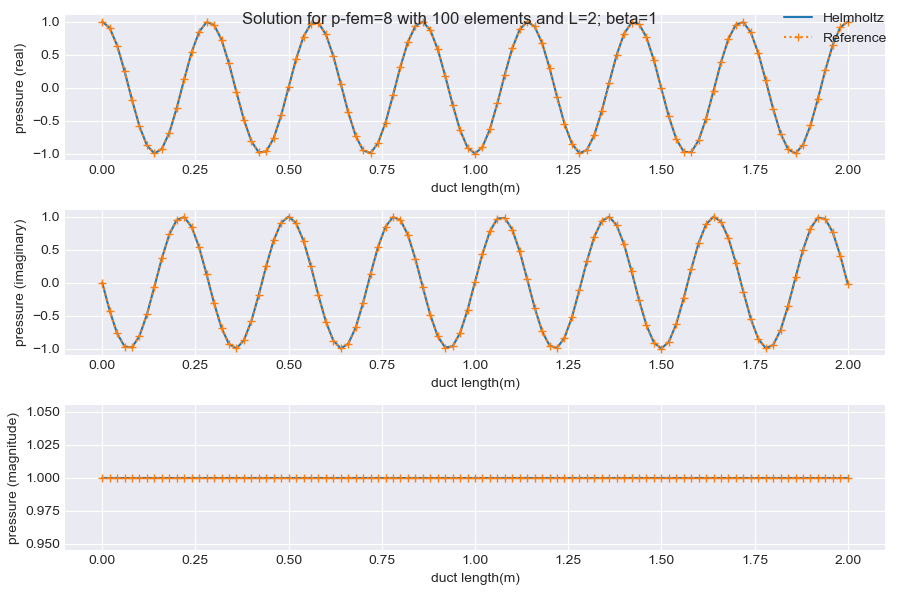 Solution for p-fem=8 with 100 elements and L=2; beta=1
Helmholtz
Reference
pressure (real)
1.0
0.5
0.0
−0.5
−1.0
0.00 0.25 0.50 0.75 1.00 1.25 1.50 1.75 2.00
duct length(m)
pressure (imaginary)
1.0
0.5
0.0
−0.5
−1.0
0.00 0.25 0.50 0.75 1.00 1.25 1.50 1.75 2.00
duct length(m)
pressure (magnitude)
1.050
1.025
1.000
0.975
0.950
0.00 0.25 0.50 0.75 1.00 1.25 1.50 1.75 2.00
duct length(m)